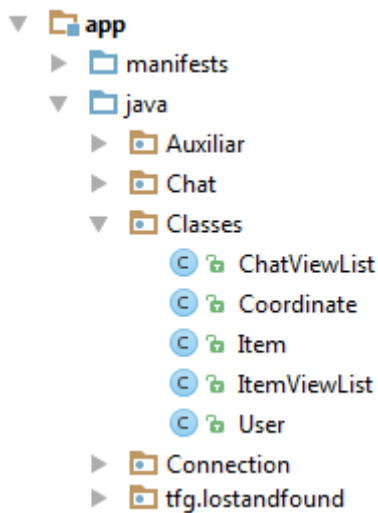 app
manifests
java
Auxiliar
Chat
Classes
C ChatViewList
C Coordinate
C Item
C ItemViewList
C User
Connection
tfg.lostandfound